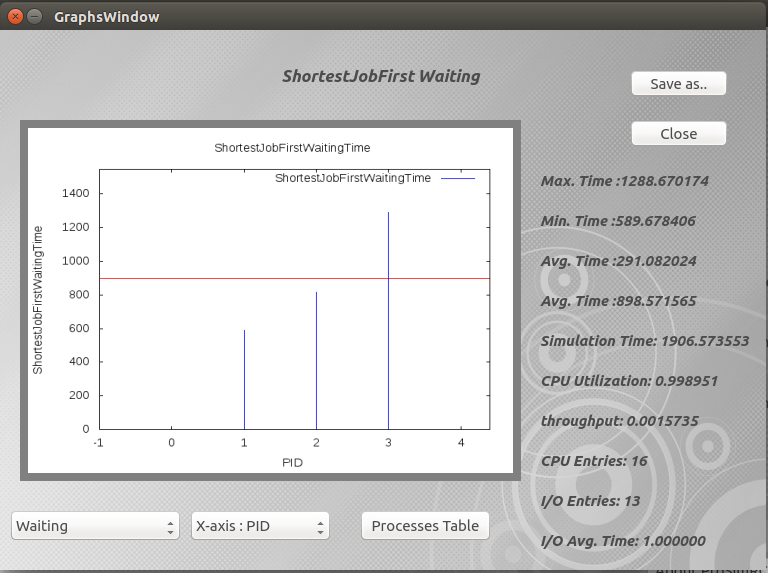 GraphsWindow
ShortestJobFirst Waiting
Save as..
Close
ShortestJobFirstWaitingTime
ShortestJobFirstWaitingTime
ShortestJobFirstWaitingTime
1400
1200
1000
800
600
400
200
0
-1 0 1 2 3 4
PID
Max. Time :1288.670174
Min. Time :589.678406
Avg. Time :291.082024
Avg. Time :898.571565
Simulation Time: 1906.573553
CPU Utilization: 0.998951
throughput: 0.0015735
CPU Entries: 16
I/O Entries: 13
I/O Avg. Time: 1.000000
Waiting
X-axis : PID
Processes Table